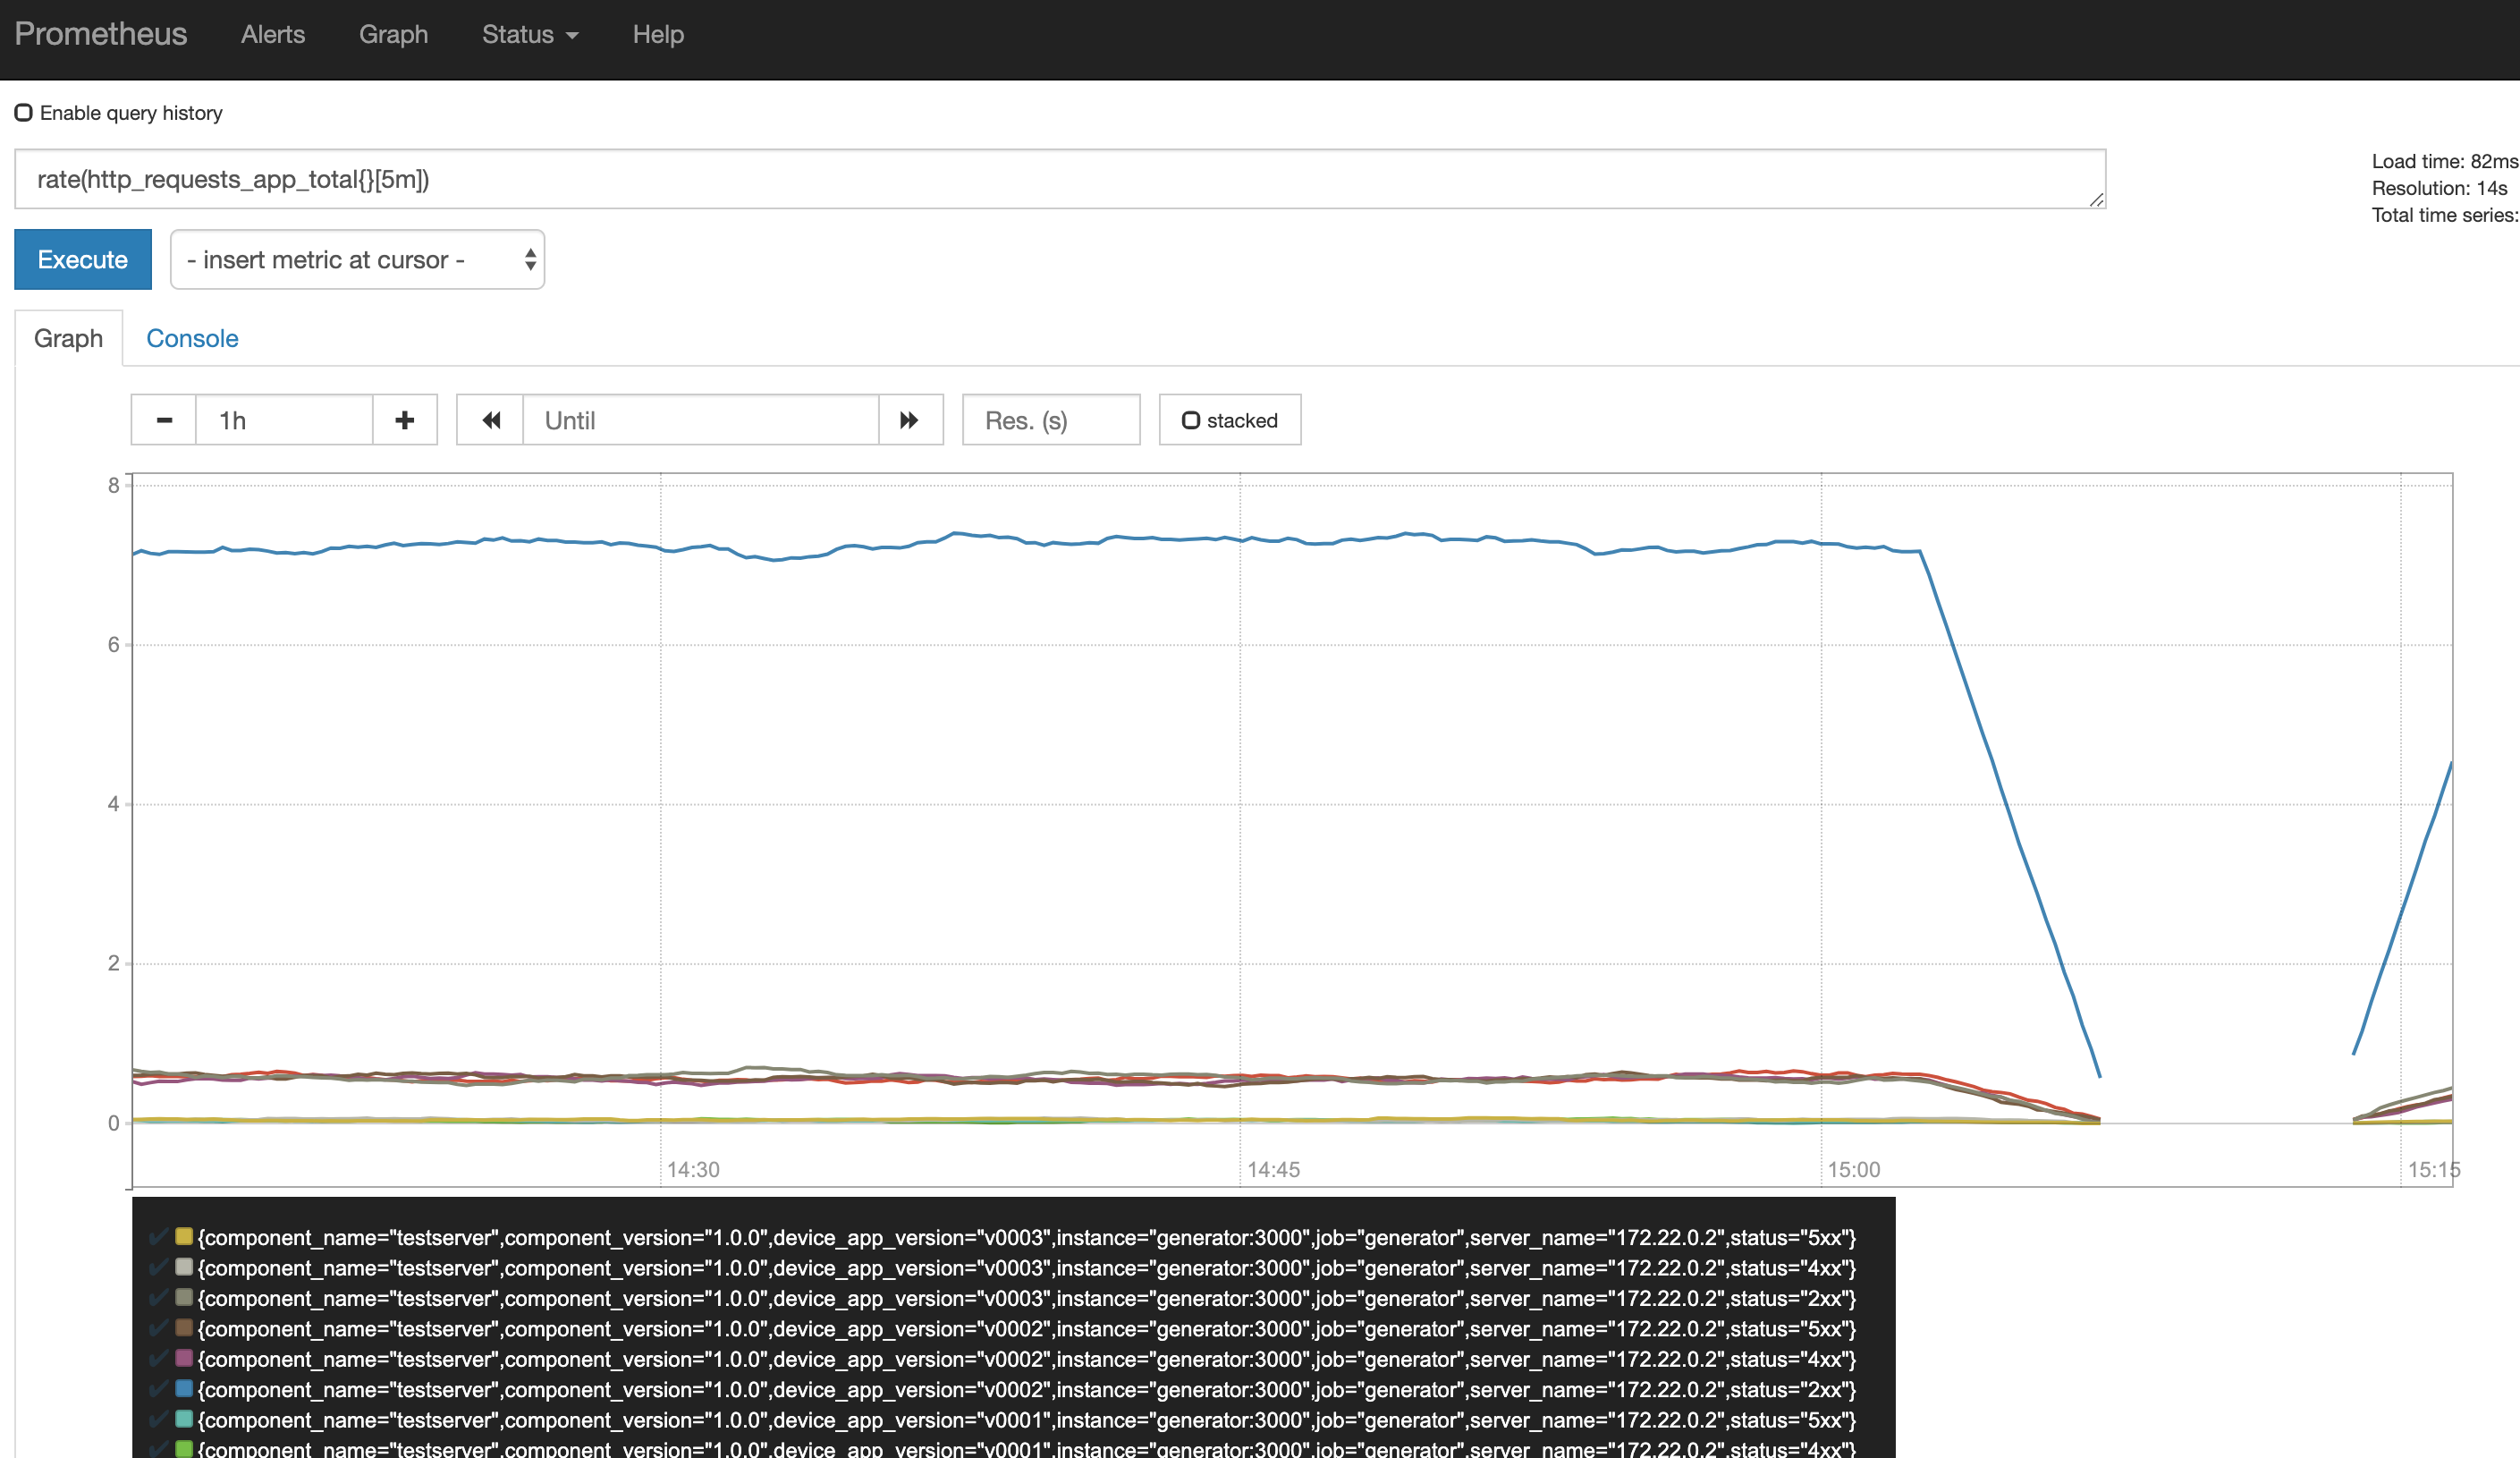 Prometheus Alerts Graph Status Help
Enable query history
rate(http_requests_app_total{}[5m])
Load time: 82ms
Resolution: 14s
Total time series:
Execute - insert metric at cursor -
Graph Console
1h Until Res. (s) stacked
8
6
4
2
0
14:30 14:45 15:00 15:15
{component_name="testserver",component_version="1.0.0",device_app_version="v0003",instance="generator:3000",job="generator",server_name="172.22.0.2",status="5xx"}
{component_name="testserver",component_version="1.0.0",device_app_version="v0003",instance="generator:3000",job="generator",server_name="172.22.0.2",status="4xx"}
{component_name="testserver",component_version="1.0.0",device_app_version="v0003",instance="generator:3000",job="generator",server_name="172.22.0.2",status="2xx"}
{component_name="testserver",component_version="1.0.0",device_app_version="v0002",instance="generator:3000",job="generator",server_name="172.22.0.2",status="5xx"}
{component_name="testserver",component_version="1.0.0",device_app_version="v0002",instance="generator:3000",job="generator",server_name="172.22.0.2",status="4xx"}
{component_name="testserver",component_version="1.0.0",device_app_version="v0002",instance="generator:3000",job="generator",server_name="172.22.0.2",status="2xx"}
{component_name="testserver",component_version="1.0.0",device_app_version="v0001",instance="generator:3000",job="generator",server_name="172.22.0.2",status="5xx"}
{component_name="testserver",component_version="1.0.0",device_app_version="v0001",instance="generator:3000",job="generator",server_name="172.22.0.2",status="4xx"}